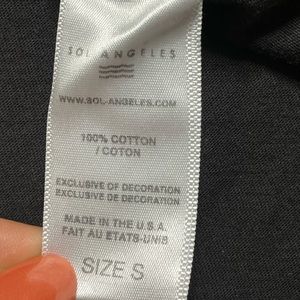 SOL ANGELES
WWW.SOL-ANGELES.COM
100% COTTON
/ COTON
EXCLUSIVE OF DECORATION
EXCLUSIVE DE DECORATION
MADE IN THE U.S.A.
FAIT AU ETATS-UNIS
SIZE S